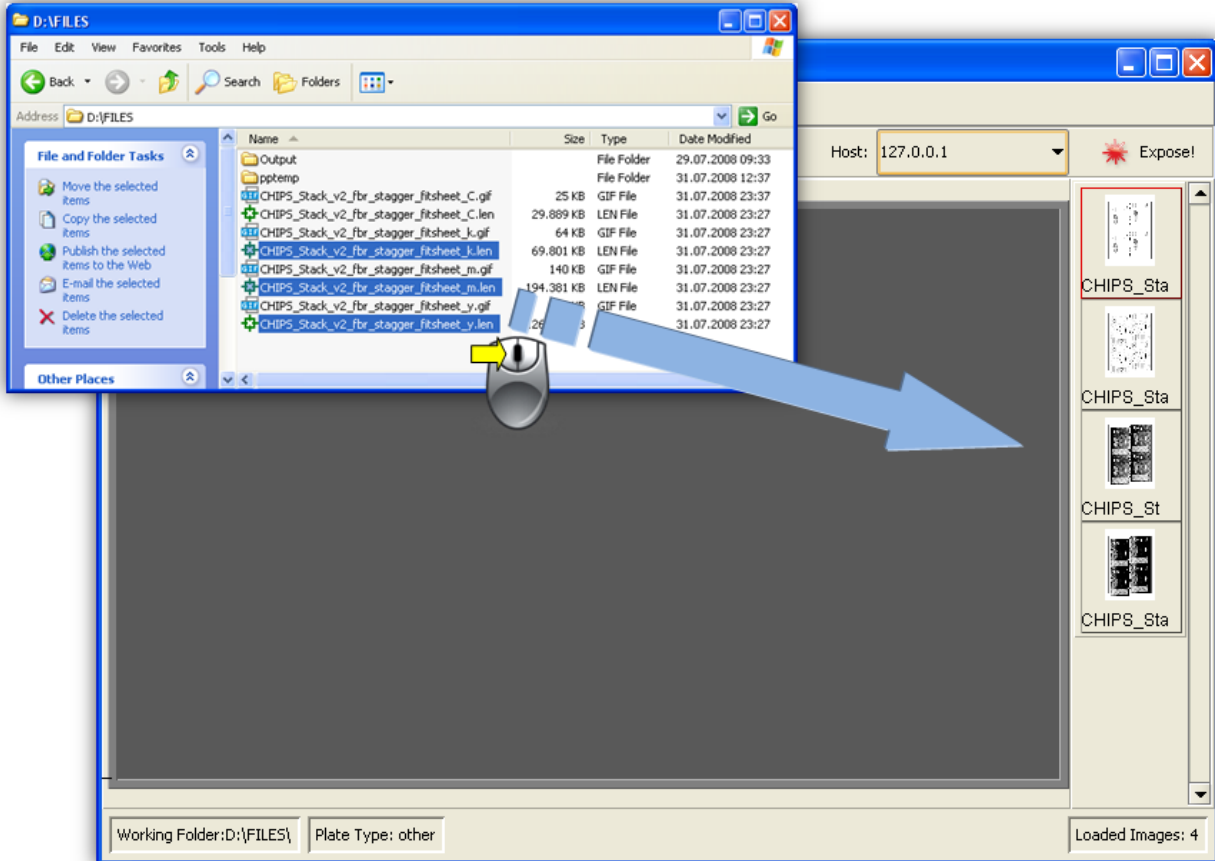 D:\FILES
File Edit View Favorites Tools Help
Back Search Folders
Address D:\FILES Go
File and Folder Tasks
Move the selected
items
Copy the selected
items
Publish the selected
items to the Web
E-mail the selected
items
Delete the selected
items
Other Places
Name Size Type Date Modified
Output File Folder 29.07.2008 09:33
pptemp File Folder 31.07.2008 12:37
CHIPS_Stack_v2_fbr_stagger_fitsheet_C.gif 25 KB GIF File 31.07.2008 23:37
CHIPS_Stack_v2_fbr_stagger_fitsheet_C.len 29.889 KB LEN File 31.07.2008 23:27
CHIPS_Stack_v2_fbr_stagger_fitsheet_k.gif 64 KB GIF File 31.07.2008 23:27
CHIPS_Stack_v2_fbr_stagger_fitsheet_k.len 69.801 KB LEN File 31.07.2008 23:27
CHIPS_Stack_v2_fbr_stagger_fitsheet_m.gif 140 KB GIF File 31.07.2008 23:27
CHIPS_Stack_v2_fbr_stagger_fitsheet_m.len 194.381 KB LEN File 31.07.2008 23:27
CHIPS_Stack_v2_fbr_stagger_fitsheet_y.gif GIF File 31.07.2008 23:27
CHIPS_Stack_v2_fbr_stagger_fitsheet_y.len 31.07.2008 23:27
Host: 127.0.0.1 Expose!
CHIPS_Sta
CHIPS_Sta
CHIPS_St
CHIPS_Sta
Working Folder:D:\FILES\ Plate Type: other Loaded Images: 4